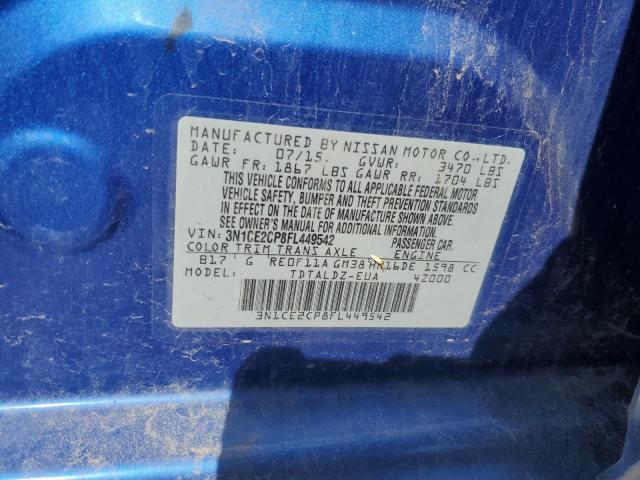 MANUFACTURED BY NISSAN MOTOR CO., LTD.
DATE: 07/15. GVWR: 3470 LBS
GAWR FR: 1867 LBS GAWR RR: 1704 LBS
THIS VEHICLE CONFORMS TO ALL APPLICABLE FEDERAL MOTOR
VEHICLE SAFETY, BUMPER AND THEFT PREVENTION STANDARDS
IN EFFECT ON THE DATE OF MANUFACTURE SHOWN ABOVE.
SEE OWNER'S MANUAL FOR ADDITIONAL INFORMATION.
VIN: 3N1CE2CP8FL449542 PASSENGER CAR.
COLOR TRIM TRANS AXLE ENGINE
B17 G RE0F11A GM38 HR16DE 1598 CC
MODEL: TDTALDZ-EUA 4Z000
3N1CE2CP8FL449542